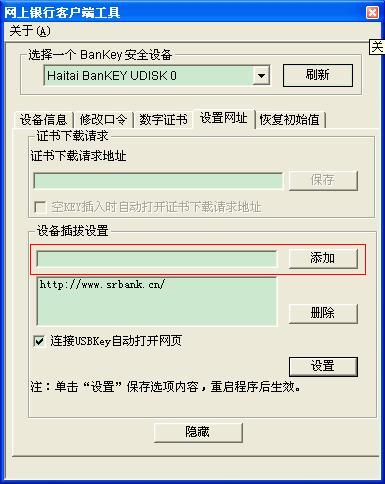 网上银行客户端工具
关于(A)
关
选择一个 BanKey 安全设备
Haitai BanKEY UDISK 0
刷新
设备信息 修改口令 数字证书 设置网址 恢复初始值
证书下载请求
证书下载请求地址
保存
空KEY插入时自动打开证书下载请求地址
设备插拔设置
添加
http://www.srbank.cn/
删除
连接USBKey自动打开网页
设置
注：单击“设置”保存选项内容，重启程序后生效。
隐藏